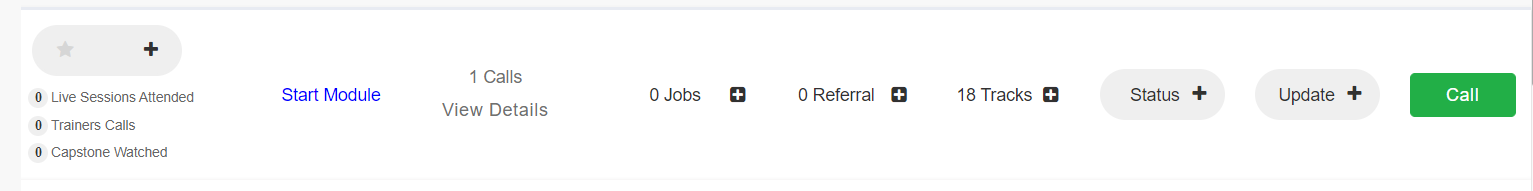 0 Live Sessions Attended
0 Trainers Calls
0 Capstone Watched
Start Module
1 Calls
View Details
0 Jobs
0 Referral
18 Tracks
Status
Update
Call